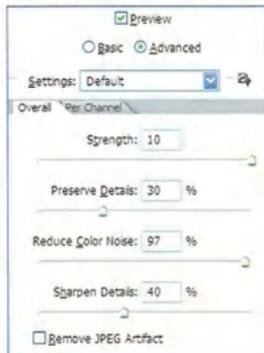 Preview
Basic Advanced
Settings: Default
Overall Per Channel
Strength: 10
Preserve Details: 30 %
Reduce Color Noise: 97 %
Sharpen Details: 40 %
Remove JPEG Artifact